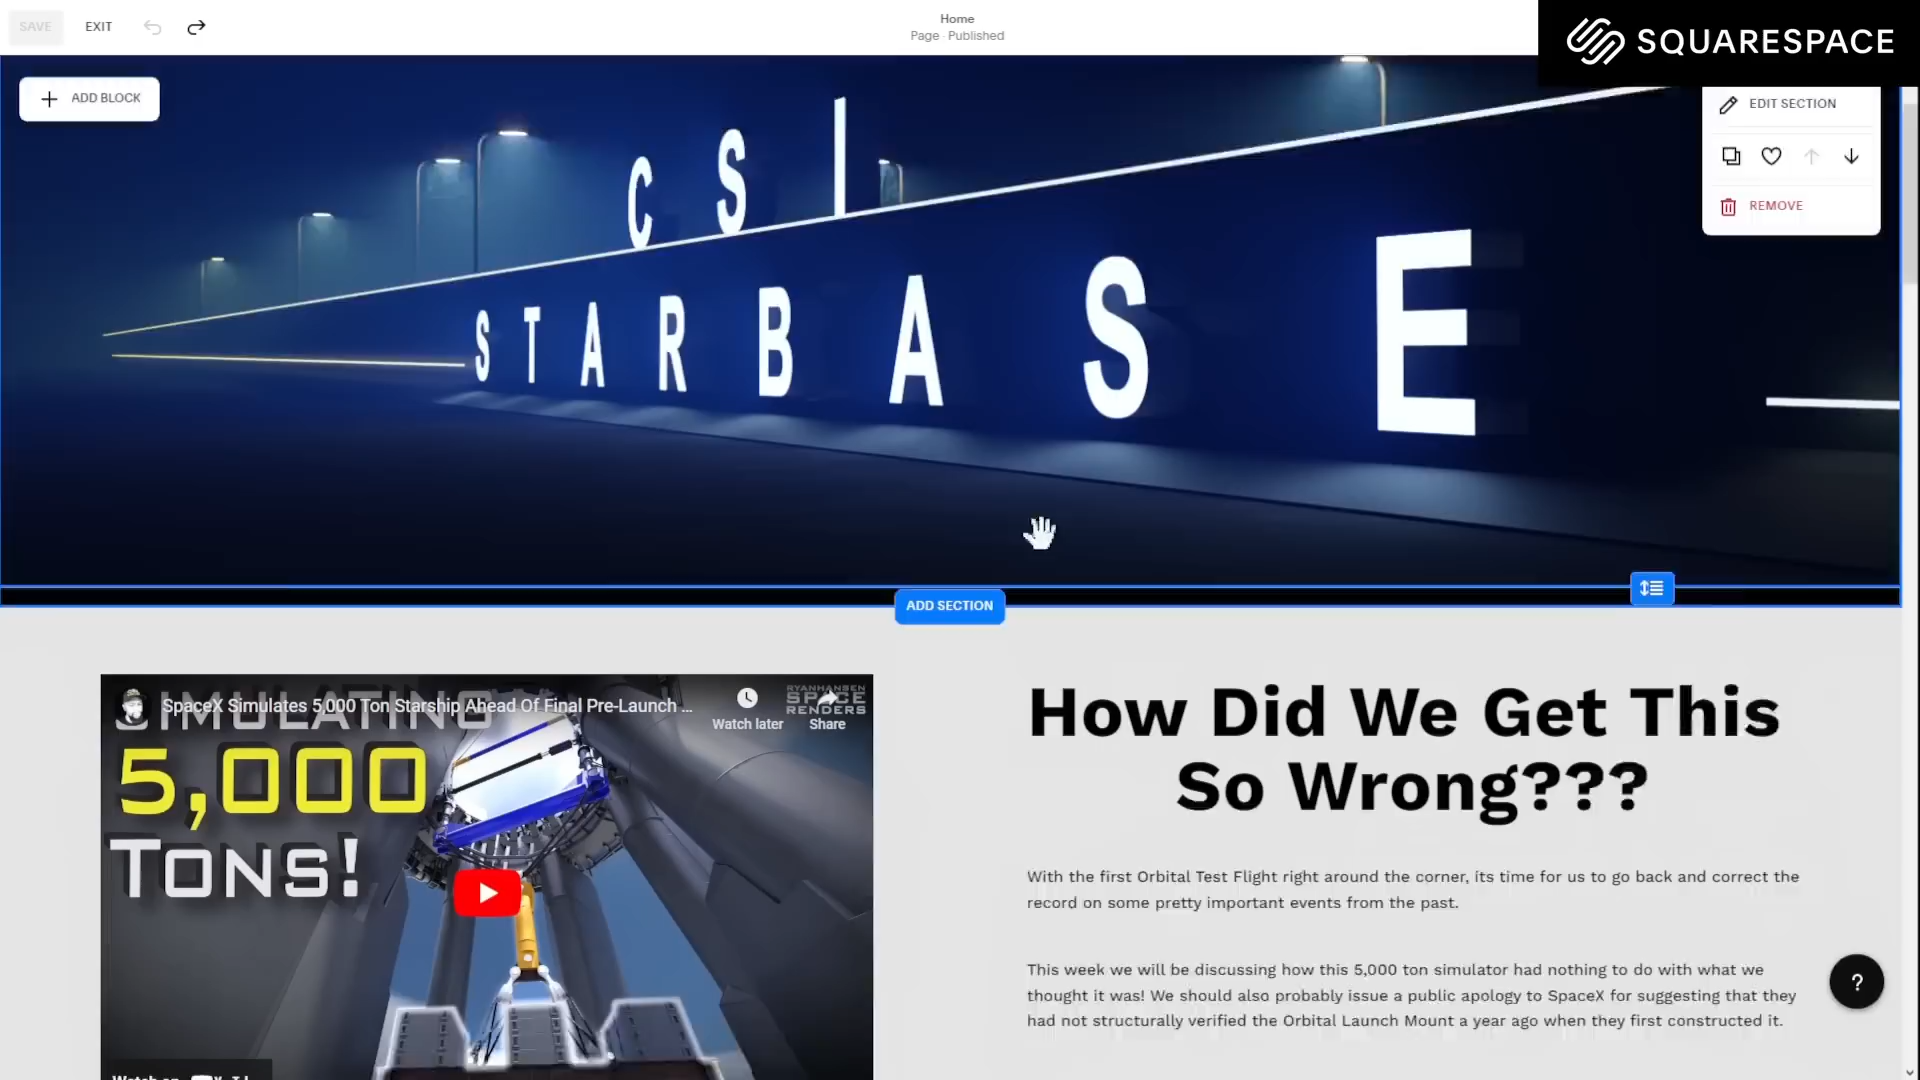 SAVE
EXIT
Home
Page · Published
SQUARESPACE
ADD BLOCK
EDIT SECTION
REMOVE
CSI
STARBASE
ADD SECTION
SpaceX Simulates 5,000 Ton Starship Ahead Of Final Pre-Launch ...
Watch later
Share
RYANHANSEN
SPACE
RENDERS
SIMULATING
5,000
TONS!
How Did We Get This
So Wrong???
With the first Orbital Test Flight right around the corner, its time for us to go back and correct the
record on some pretty important events from the past.
This week we will be discussing how this 5,000 ton simulator had nothing to do with what we
thought it was! We should also probably issue a public apology to SpaceX for suggesting that they
had not structurally verified the Orbital Launch Mount a year ago when they first constructed it.
?
Watch on